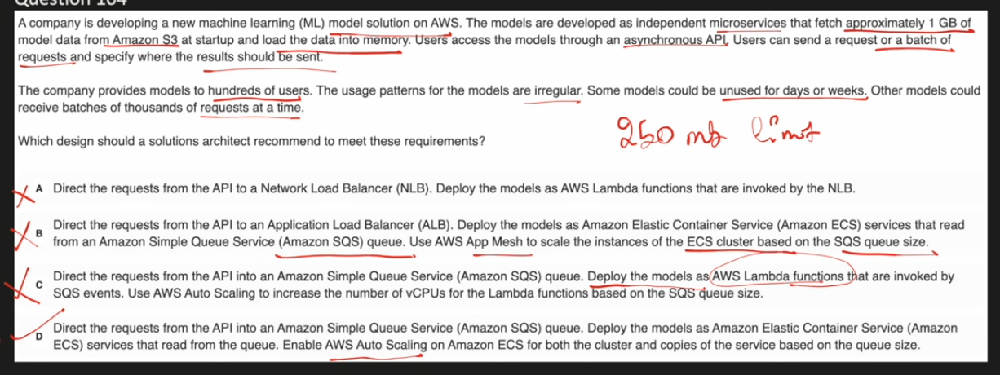 Question 104
A company is developing a new machine learning (ML) model solution on AWS. The models are developed as independent microservices that fetch approximately 1 GB of
model data from Amazon S3 at startup and load the data into memory. Users access the models through an asynchronous API. Users can send a request or a batch of
requests and specify where the results should be sent.
The company provides models to hundreds of users. The usage patterns for the models are irregular. Some models could be unused for days or weeks. Other models could
receive batches of thousands of requests at a time.
250 mb limit
Which design should a solutions architect recommend to meet these requirements?
A Direct the requests from the API to a Network Load Balancer (NLB). Deploy the models as AWS Lambda functions that are invoked by the NLB.
B Direct the requests from the API to an Application Load Balancer (ALB). Deploy the models as Amazon Elastic Container Service (Amazon ECS) services that read
from an Amazon Simple Queue Service (Amazon SQS) queue. Use AWS App Mesh to scale the instances of the ECS cluster based on the SQS queue size.
C Direct the requests from the API into an Amazon Simple Queue Service (Amazon SQS) queue. Deploy the models as AWS Lambda functions that are invoked by
SQS events. Use AWS Auto Scaling to increase the number of vCPUs for the Lambda functions based on the SQS queue size.
D Direct the requests from the API into an Amazon Simple Queue Service (Amazon SQS) queue. Deploy the models as Amazon Elastic Container Service (Amazon
ECS) services that read from the queue. Enable AWS Auto Scaling on Amazon ECS for both the cluster and copies of the service based on the queue size.